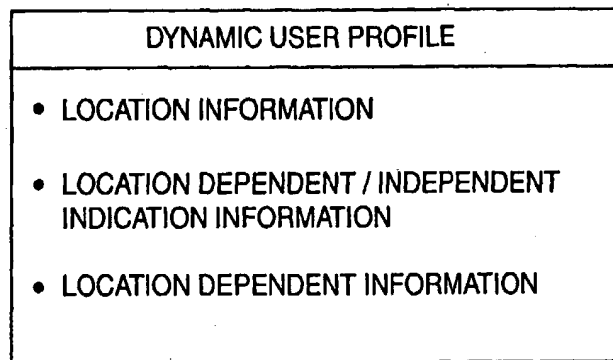 DYNAMIC USER PROFILE
• LOCATION INFORMATION
• LOCATION DEPENDENT / INDEPENDENT
INDICATION INFORMATION
• LOCATION DEPENDENT INFORMATION